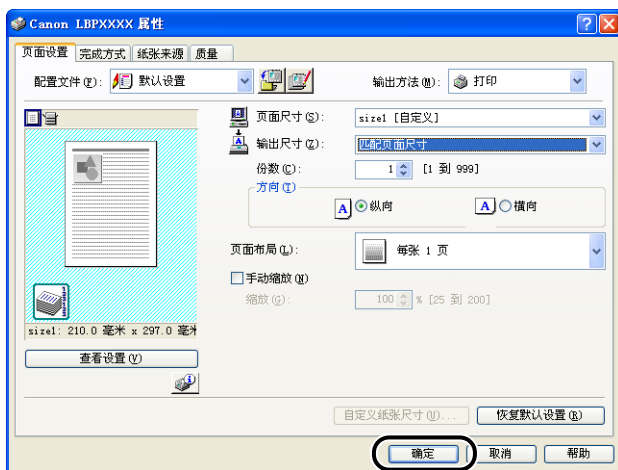 Canon LBPXXXX 属性
页面设置 完成方式 纸张来源 质量
配置文件(F): 默认设置 输出方法(M): 打印
页面尺寸(S): size1 [自定义]
输出尺寸(Z): 匹配页面尺寸
份数(C): 1 [1 到 999]
方向(I)
A 纵向 A 横向
页面布局(L): 每张 1 页
手动缩放(N)
缩放(G): 100 % [25 到 200]
size1: 210.0 毫米 x 297.0 毫米
查看设置(V)
自定义纸张尺寸(U)... 恢复默认设置(R)
确定 取消 帮助